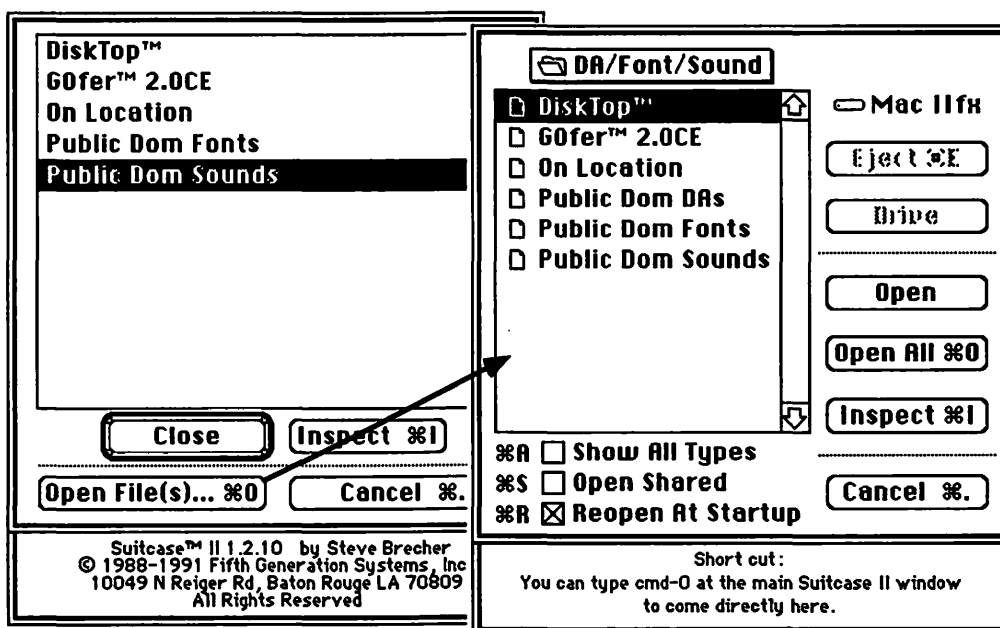 DiskTop™
GOfer™ 2.0CE
On Location
Public Dom Fonts
Public Dom Sounds
Close
Inspect ⌘I
Open File(s)... ⌘O
Cancel ⌘.
Suitcase™ II 1.2.10 by Steve Brecher
© 1988-1991 Fifth Generation Systems, Inc
10049 N Reiger Rd, Baton Rouge LA 70809
All Rights Reserved
DA/Font/Sound
DiskTop™
GOfer™ 2.0CE
On Location
Public Dom DAs
Public Dom Fonts
Public Dom Sounds
Mac IIfx
Eject ⌘E
Drive
Open
Open All ⌘O
Inspect ⌘I
Cancel ⌘.
⌘A Show All Types
⌘S Open Shared
⌘R Reopen At Startup
Short cut:
You can type cmd-O at the main Suitcase II window
to come directly here.